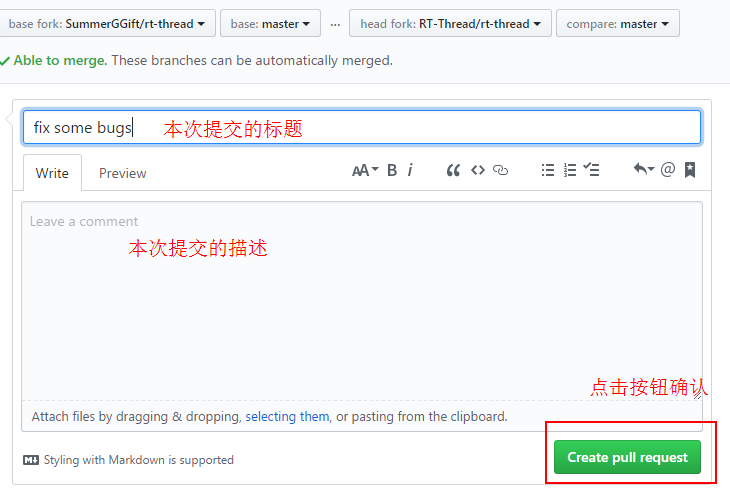 base fork: SummerGGift/rt-thread base: master ... head fork: RT-Thread/rt-thread compare: master
Able to merge. These branches can be automatically merged.
fix some bugs 本次提交的标题
Write Preview AA B i @
Leave a comment
本次提交的描述
点击按钮确认
Attach files by dragging & dropping, selecting them, or pasting from the clipboard.
Styling with Markdown is supported
Create pull request